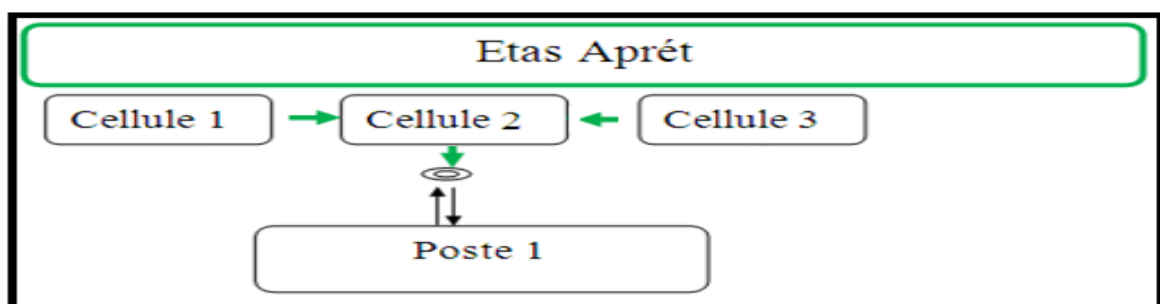 Etas Aprét
Cellule 1
Cellule 2
Cellule 3
Poste 1